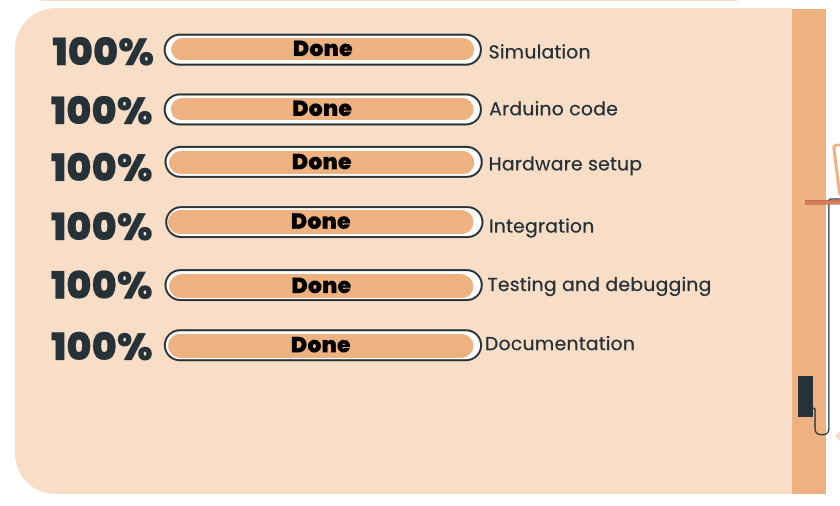 100% Done Simulation
100% Done Arduino code
100% Done Hardware setup
100% Done Integration
100% Done Testing and debugging
100% Done Documentation